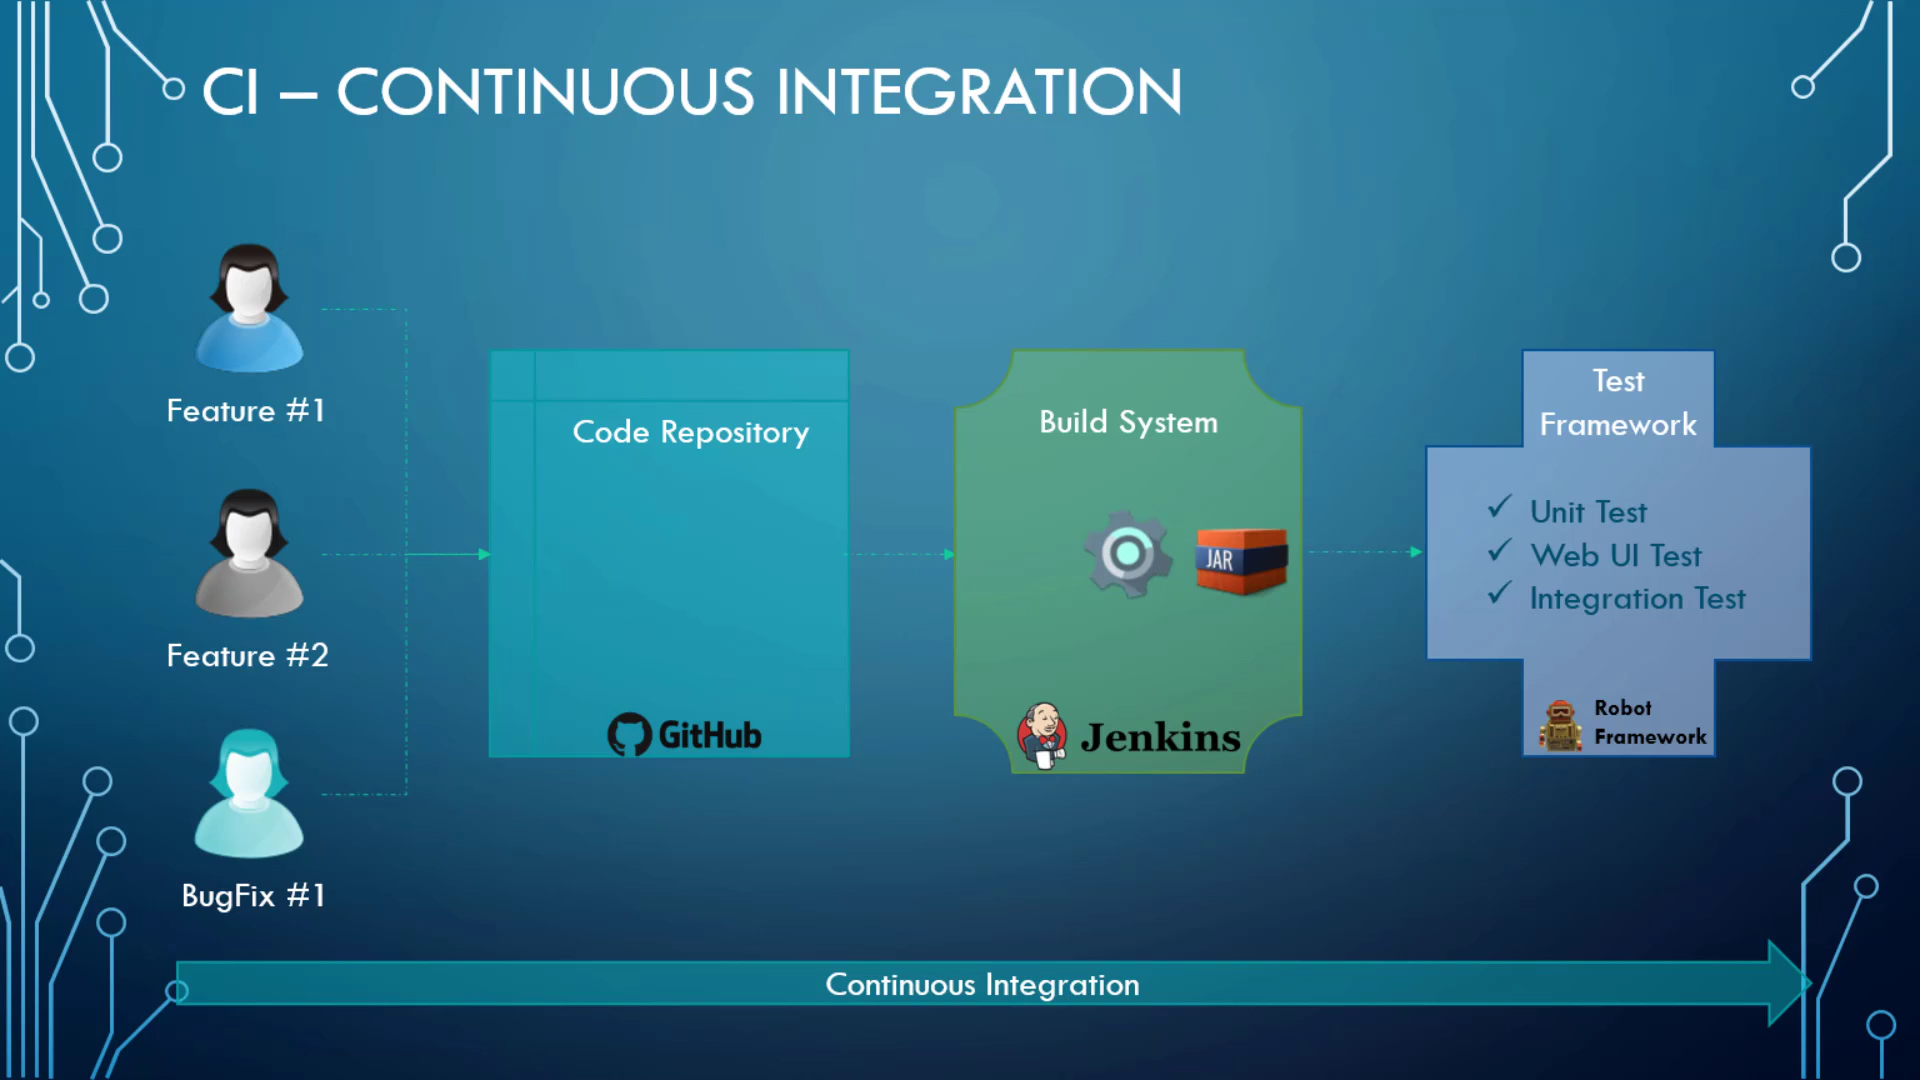 CI – CONTINUOUS INTEGRATION
Feature #1
Feature #2
BugFix #1
Code Repository
GitHub
Build System
JAR
Jenkins
Test
Framework
✓ Unit Test
✓ Web UI Test
✓ Integration Test
Robot
Framework
Continuous Integration